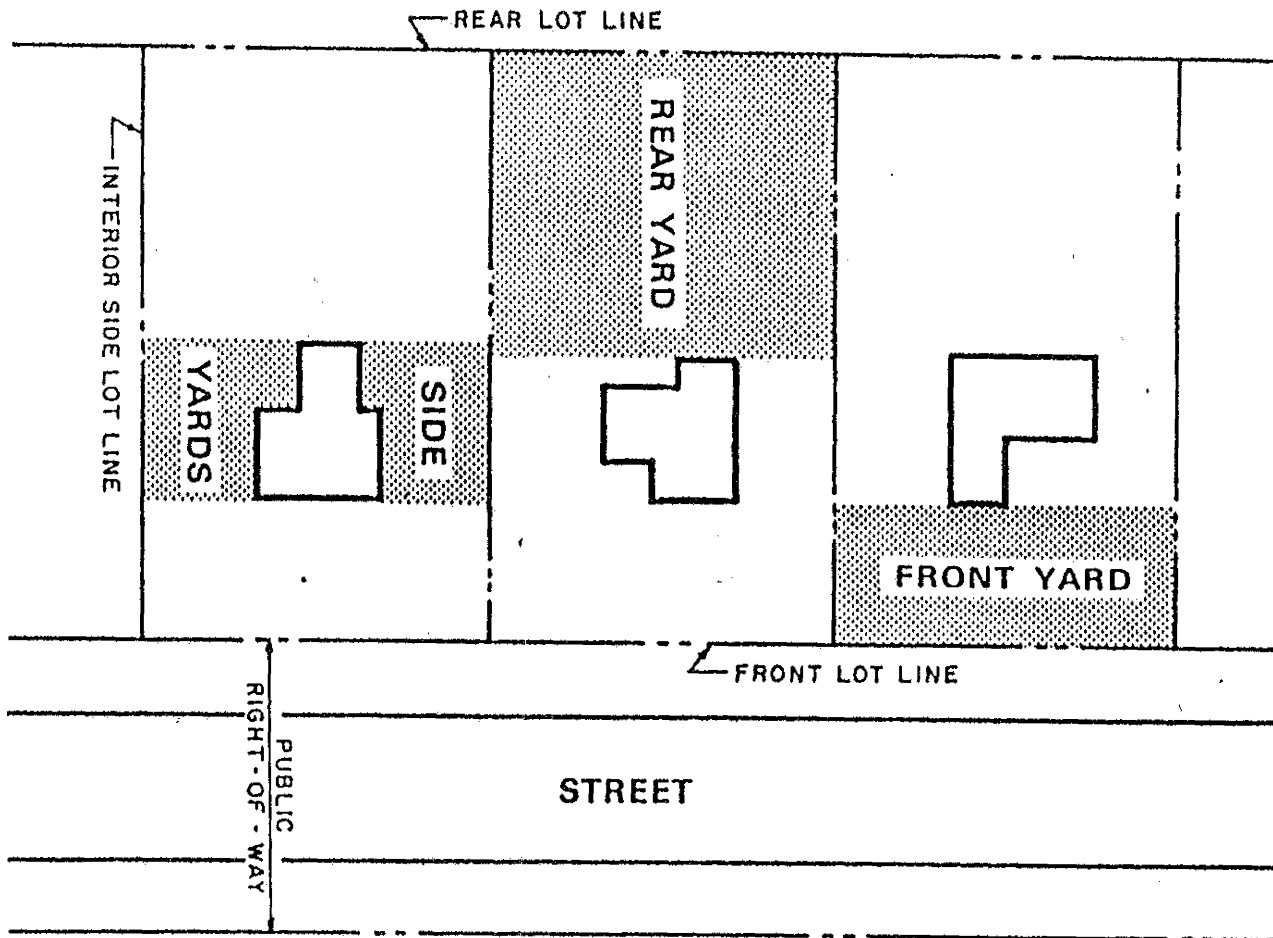 REAR LOT LINE
INTERIOR SIDE LOT LINE
REAR YARD
YARDS
SIDE
FRONT YARD
FRONT LOT LINE
PUBLIC
RIGHT-OF-WAY
STREET